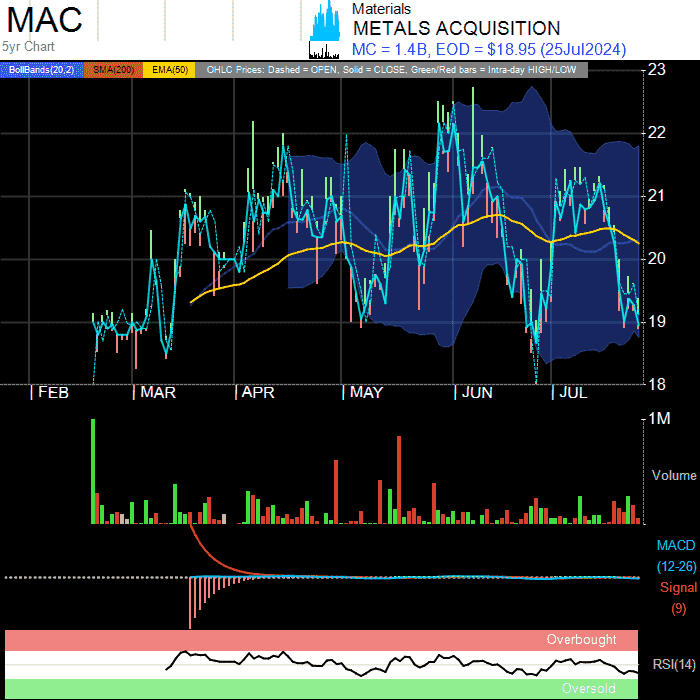 MAC
5yr Chart
Materials
METALS ACQUISITION
MC = 1.4B, EOD = $18.95 (25Jul2024)
BollBands(20,2) SMA(200) EMA(50) OHLC Prices: Dashed = OPEN, Solid = CLOSE, Green/Red bars = Intra-day HIGH/LOW
23
22
21
20
19
18
FEB MAR APR MAY JUN JUL
1M
Volume
MACD
(12-26)
Signal
(9)
Overbought
RSI(14)
Oversold